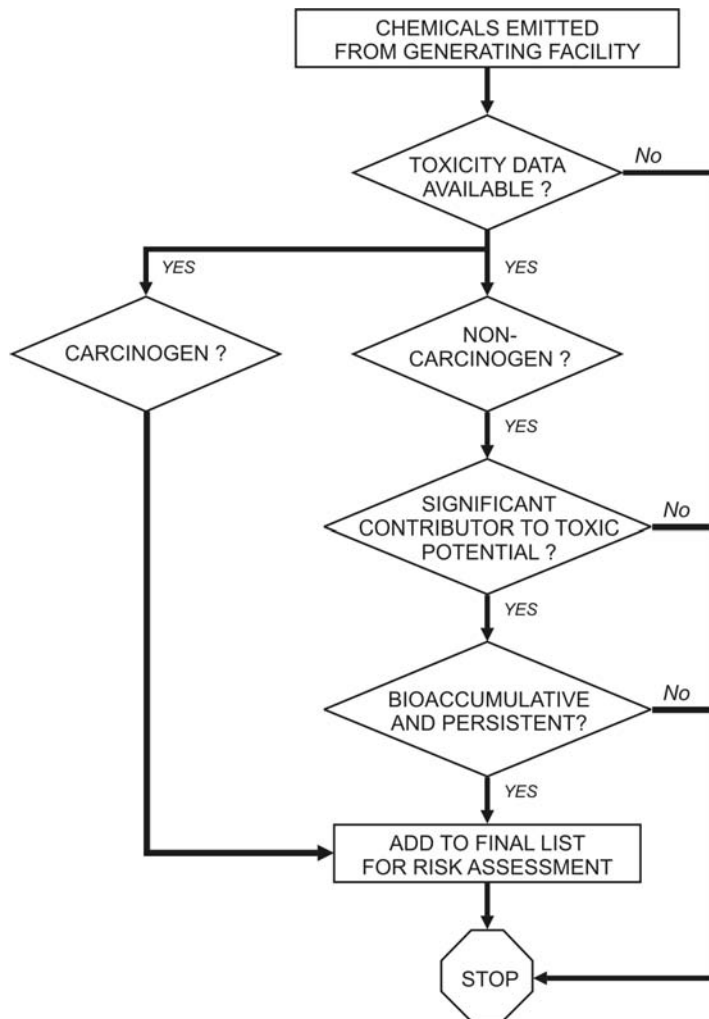 CHEMICALS EMITTED
FROM GENERATING FACILITY
TOXICITY DATA
AVAILABLE ?
No
YES
YES
CARCINOGEN ?
NON-
CARCINOGEN ?
YES
SIGNIFICANT
CONTRIBUTOR TO TOXIC
POTENTIAL ?
No
YES
BIOACCUMULATIVE
AND PERSISTENT?
No
YES
ADD TO FINAL LIST
FOR RISK ASSESSMENT
STOP